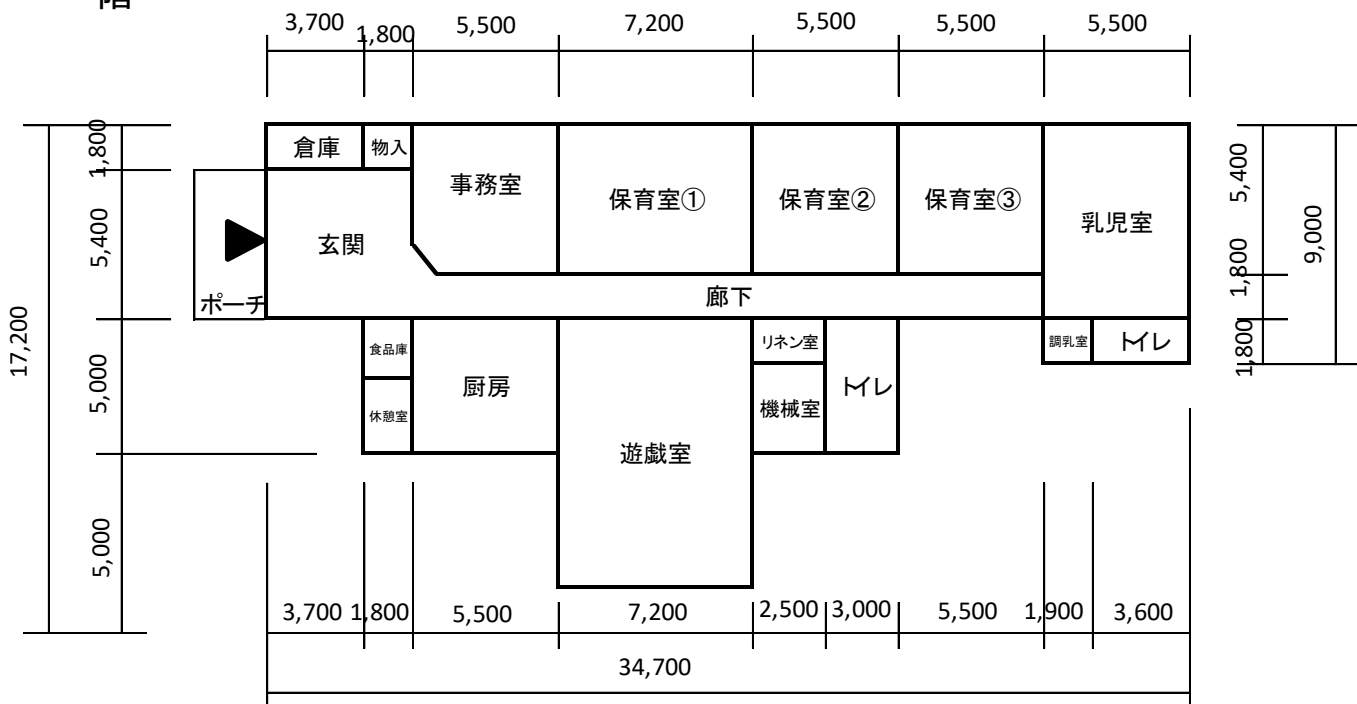 階
3,700 1,800 5,500 7,200 5,500 5,500 5,500
1,800
5,400
5,000
5,000
17,200
倉庫 物入
事務室 保育室① 保育室② 保育室③ 乳児室
玄関
ポーチ
廊下
食品庫
休憩室
厨房
遊戯室
リネン室
機械室
トイレ
調乳室 トイレ
5,400
1,800
1,800
9,000
3,700 1,800 5,500 7,200 2,500 3,000 5,500 1,900 3,600
34,700